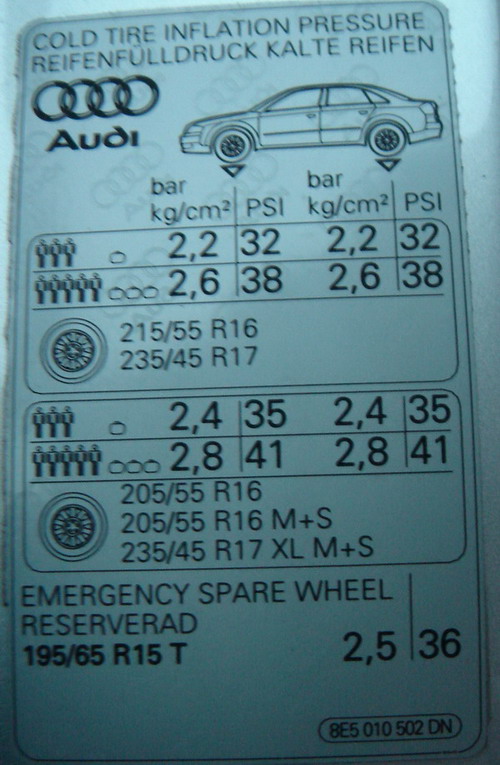 COLD TIRE INFLATION PRESSURE
REIFENFÜLLDRUCK KALTE REIFEN
Audi
bar bar
kg/cm² PSI kg/cm² PSI
2,2 32 2,2 32
2,6 38 2,6 38
215/55 R16
235/45 R17
2,4 35 2,4 35
2,8 41 2,8 41
205/55 R16
205/55 R16 M+S
235/45 R17 XL M+S
EMERGENCY SPARE WHEEL
RESERVERAD
195/65 R15 T 2,5 36
8E5 010 502 DN